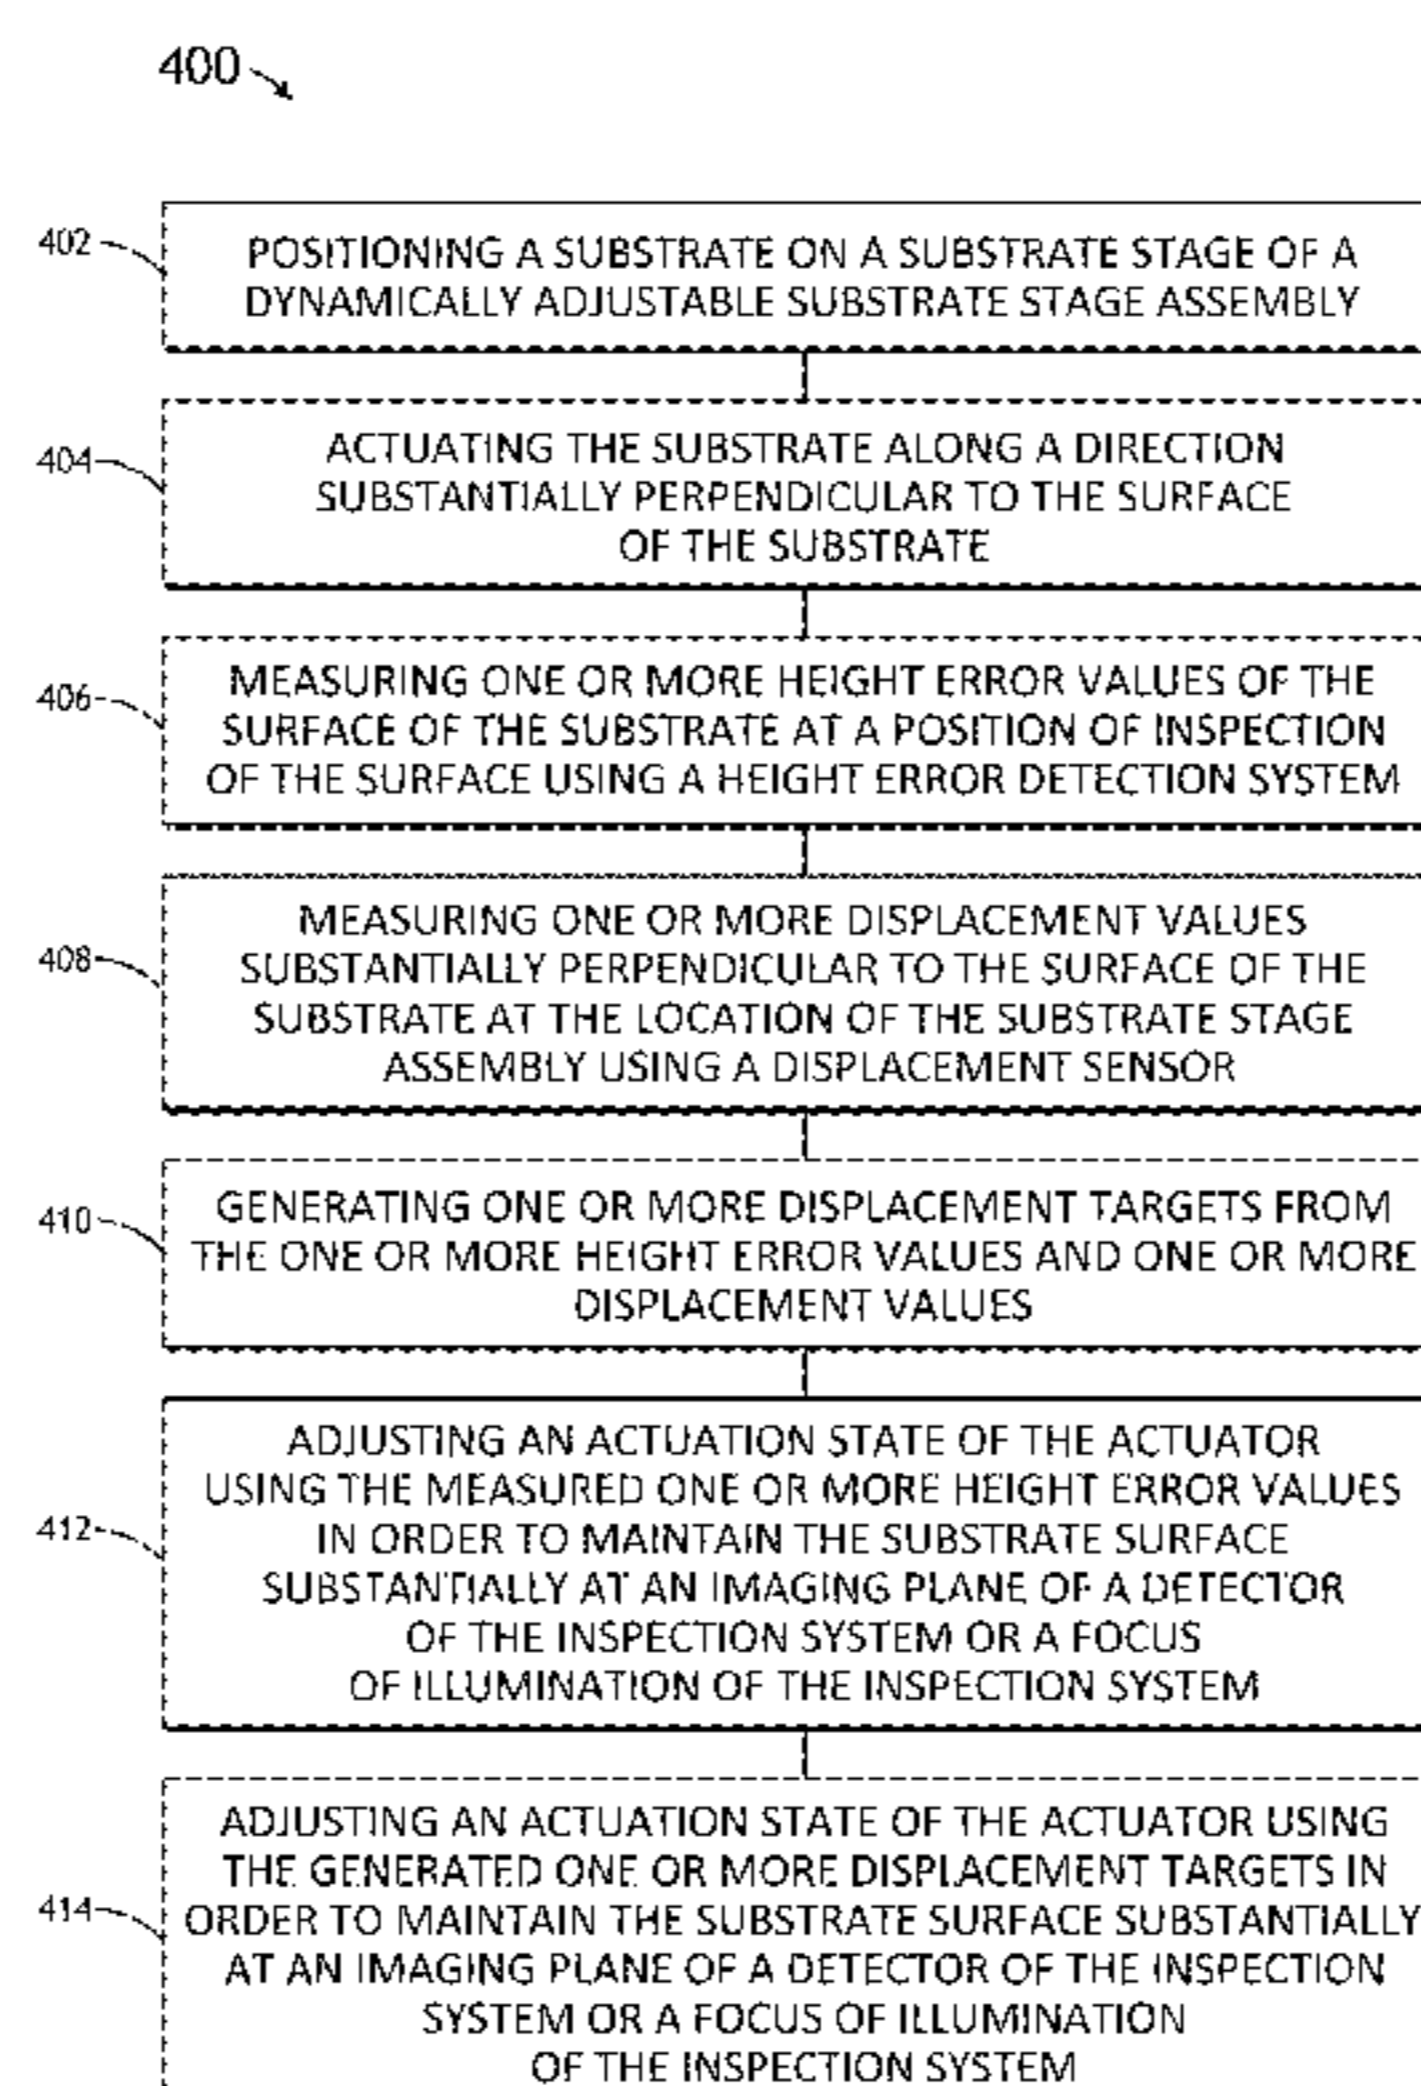 400
402
POSITIONING A SUBSTRATE ON A SUBSTRATE STAGE OF A
DYNAMICALLY ADJUSTABLE SUBSTRATE STAGE ASSEMBLY
404
ACTUATING THE SUBSTRATE ALONG A DIRECTION
SUBSTANTIALLY PERPENDICULAR TO THE SURFACE
OF THE SUBSTRATE
406
MEASURING ONE OR MORE HEIGHT ERROR VALUES OF THE
SURFACE OF THE SUBSTRATE AT A POSITION OF INSPECTION
OF THE SURFACE USING A HEIGHT ERROR DETECTION SYSTEM
408
MEASURING ONE OR MORE DISPLACEMENT VALUES
SUBSTANTIALLY PERPENDICULAR TO THE SURFACE OF THE
SUBSTRATE AT THE LOCATION OF THE SUBSTRATE STAGE
ASSEMBLY USING A DISPLACEMENT SENSOR
410
GENERATING ONE OR MORE DISPLACEMENT TARGETS FROM
THE ONE OR MORE HEIGHT ERROR VALUES AND ONE OR MORE
DISPLACEMENT VALUES
412
ADJUSTING AN ACTUATION STATE OF THE ACTUATOR
USING THE MEASURED ONE OR MORE HEIGHT ERROR VALUES
IN ORDER TO MAINTAIN THE SUBSTRATE SURFACE
SUBSTANTIALLY AT AN IMAGING PLANE OF A DETECTOR
OF THE INSPECTION SYSTEM OR A FOCUS
OF ILLUMINATION OF THE INSPECTION SYSTEM
414
ADJUSTING AN ACTUATION STATE OF THE ACTUATOR USING
THE GENERATED ONE OR MORE DISPLACEMENT TARGETS IN
ORDER TO MAINTAIN THE SUBSTRATE SURFACE SUBSTANTIALLY
AT AN IMAGING PLANE OF A DETECTOR OF THE INSPECTION
SYSTEM OR A FOCUS OF ILLUMINATION
OF THE INSPECTION SYSTEM